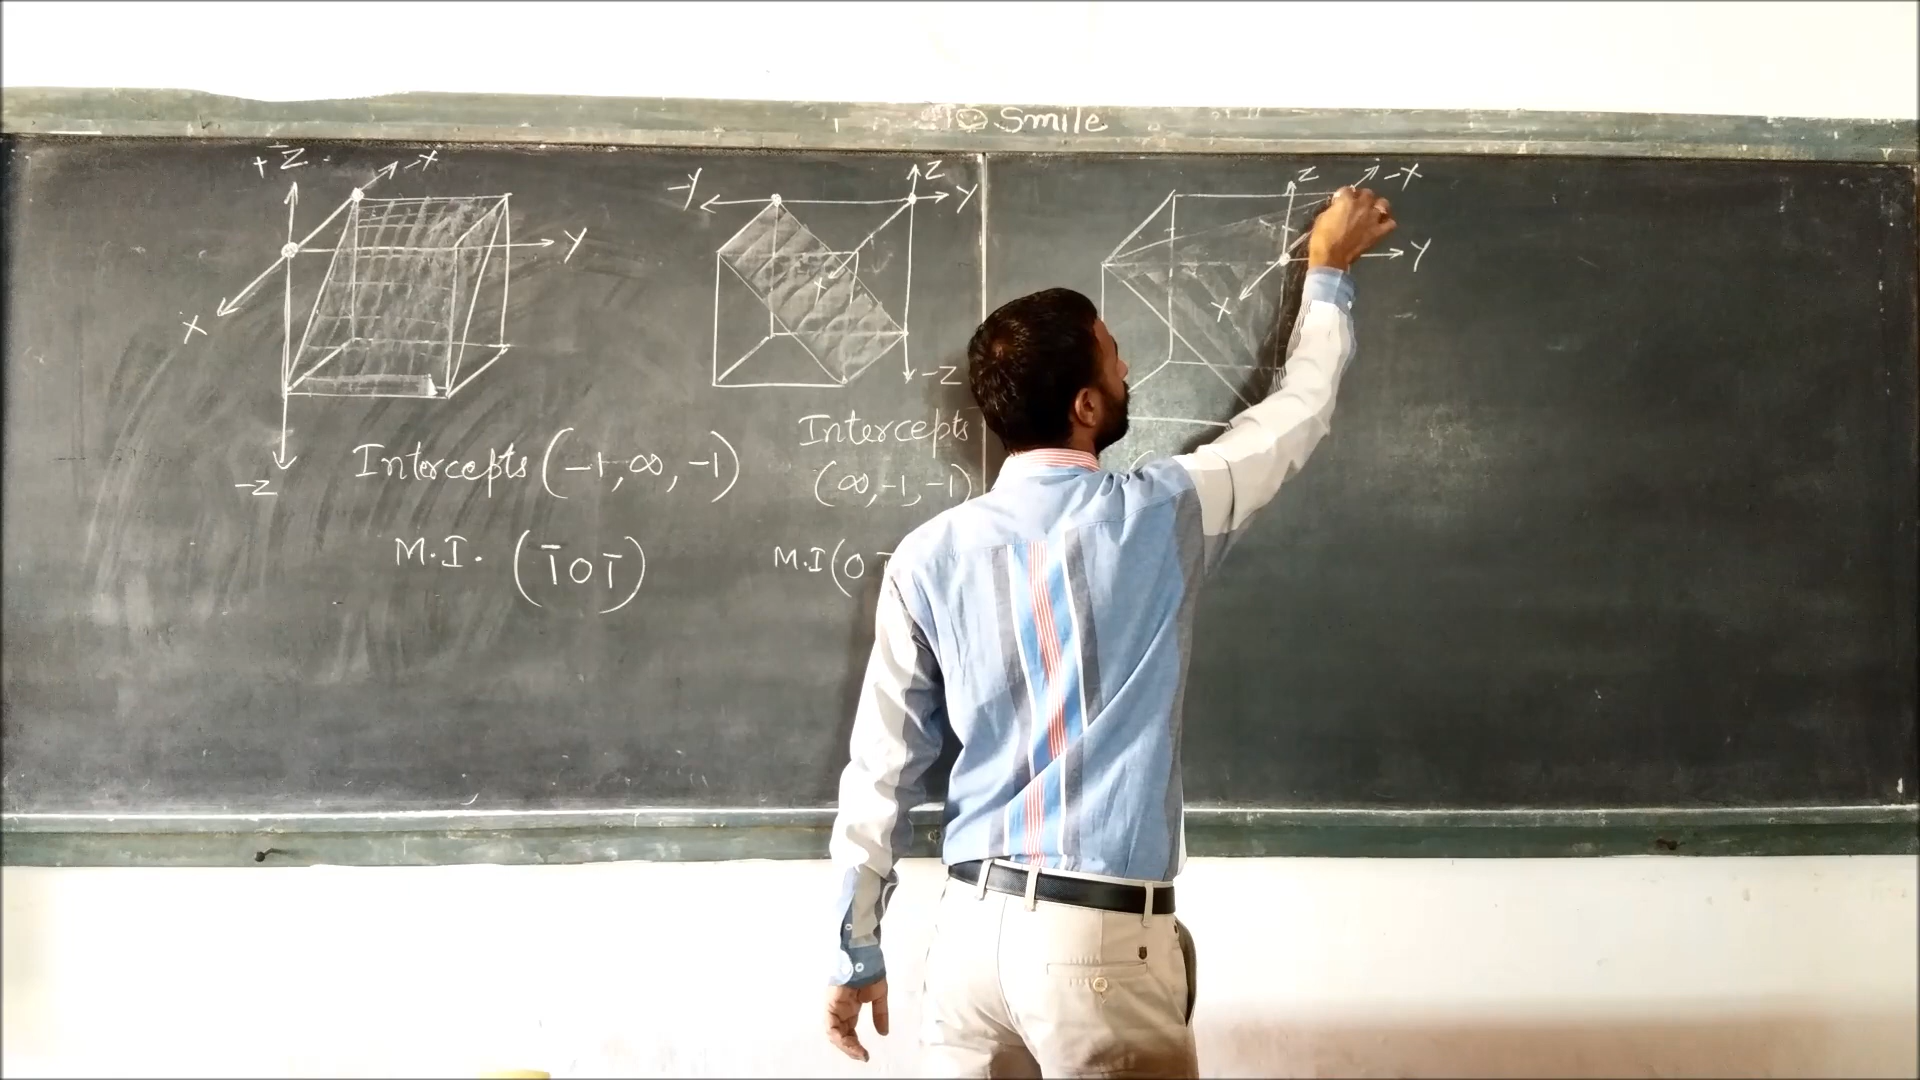 Smile
+Z
-X
Y
X
-Z
Intercepts (-1, ∞, -1)
M.I. (1̅ 0 1̅)
-Y
Z
Y
X
-Z
Intercepts
(∞, -1, -1)
M.I (0
Z
-X
Y
X